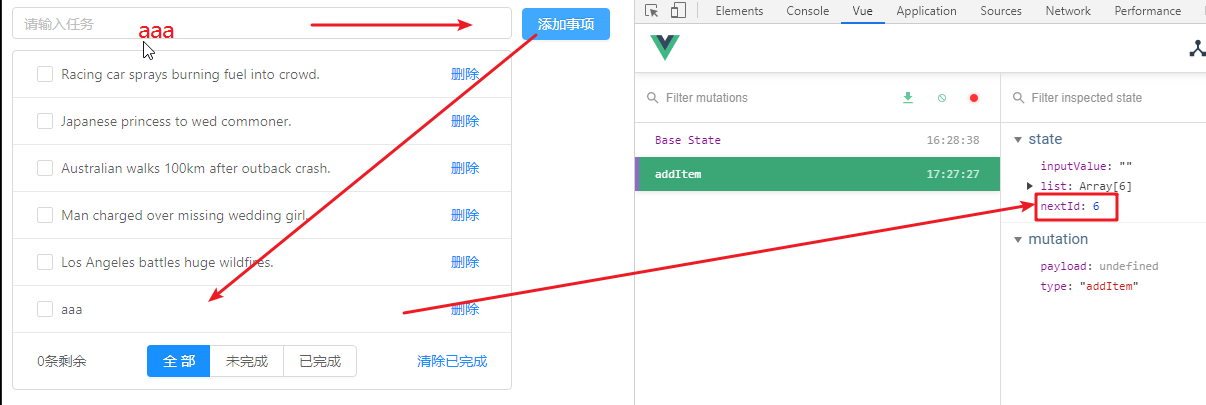 请输入任务
aaa
添加事项
Racing car sprays burning fuel into crowd.
删除
Japanese princess to wed commoner.
删除
Australian walks 100km after outback crash.
删除
Man charged over missing wedding girl.
删除
Los Angeles battles huge wildfires.
删除
aaa
删除
0条剩余
全 部
未完成
已完成
清除已完成
Elements Console Vue Application Sources Network Performance
Filter mutations
Filter inspected state
Base State 16:28:38
addItem 17:27:27
state
inputValue: ""
list: Array[6]
nextId: 6
mutation
payload: undefined
type: "addItem"